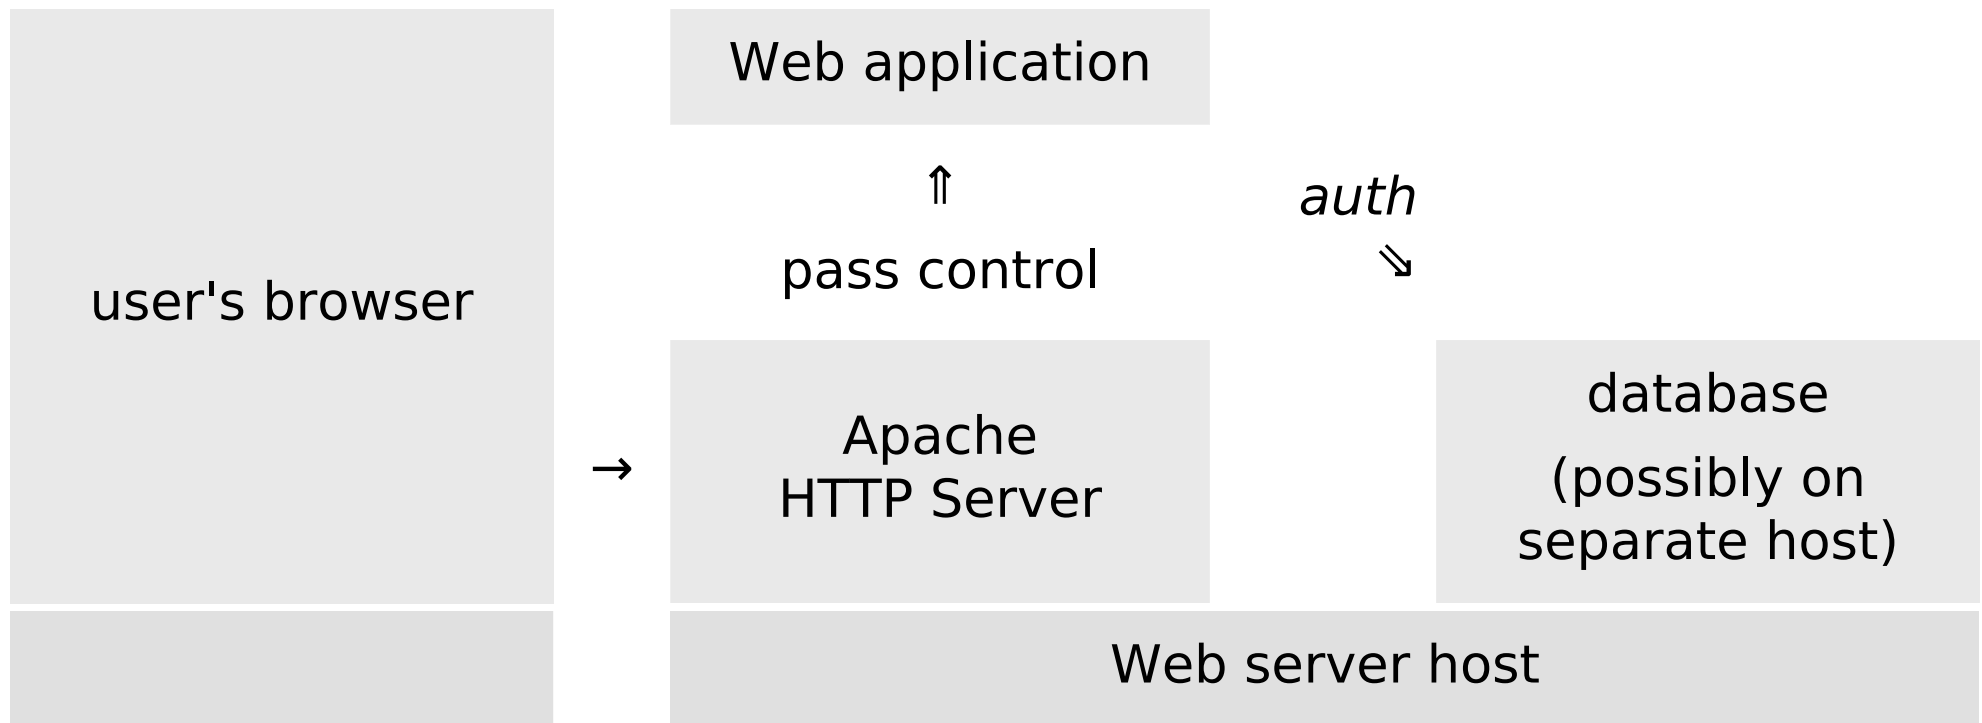 Web application
⇑
auth
⇘
pass control
user's browser
→
Apache
HTTP Server
database
(possibly on
separate host)
Web server host